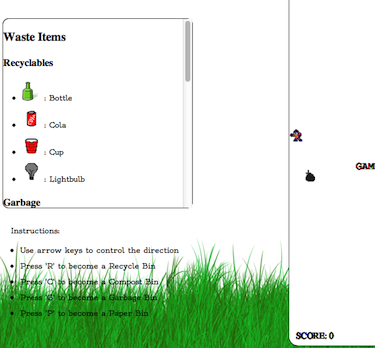 Waste Items
Recyclables
: Bottle
: Cola
: Cup
: Lightbulb
Garbage
Instructions:
Use arrow keys to control the direction
Press 'R' to become a Recycle Bin
Press 'C' to become a Compost Bin
Press 'G' to become a Garbage Bin
Press 'P' to become a Paper Bin
GAM
SCORE: 0